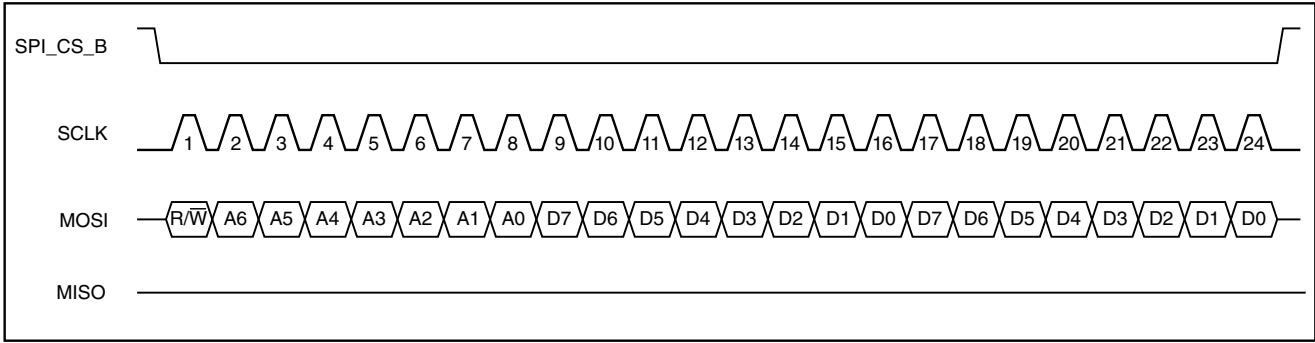 SPI_CS_B
SCLK 1 2 3 4 5 6 7 8 9 10 11 12 13 14 15 16 17 18 19 20 21 22 23 24
MOSI R/W̅ A6 A5 A4 A3 A2 A1 A0 D7 D6 D5 D4 D3 D2 D1 D0 D7 D6 D5 D4 D3 D2 D1 D0
MISO